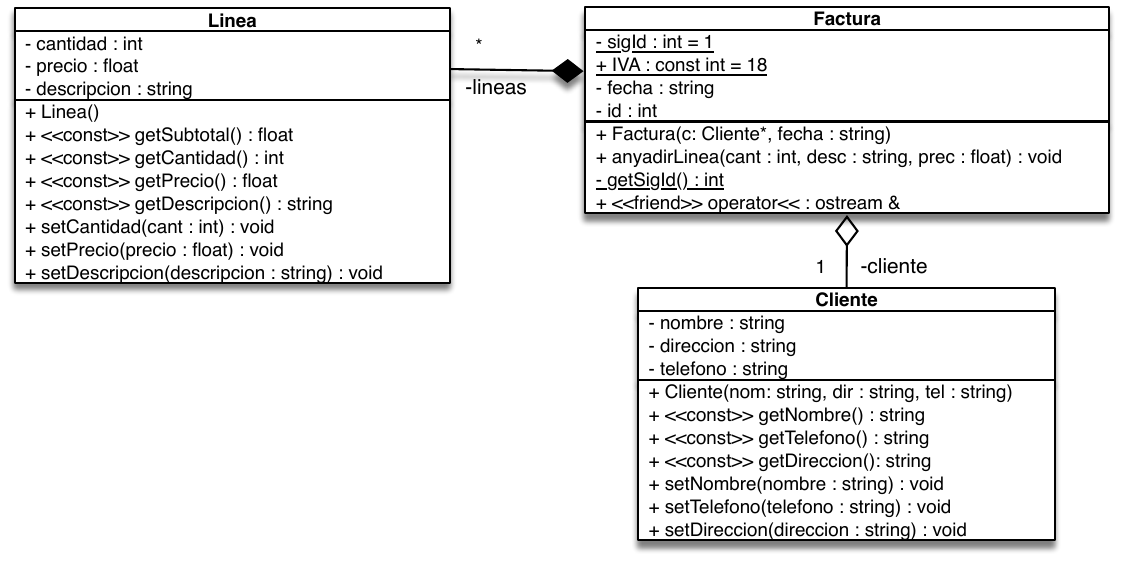 Linea
- cantidad : int
- precio : float
- descripcion : string
+ Linea()
+ <<const>> getSubtotal() : float
+ <<const>> getCantidad() : int
+ <<const>> getPrecio() : float
+ <<const>> getDescripcion() : string
+ setCantidad(cant : int) : void
+ setPrecio(precio : float) : void
+ setDescripcion(descripcion : string) : void
*
-lineas
Factura
- sigId : int = 1
+ IVA : const int = 18
- fecha : string
- id : int
+ Factura(c: Cliente*, fecha : string)
+ anyadirLinea(cant : int, desc : string, prec : float) : void
- getSigId() : int
+ <<friend>> operator<< : ostream &
1
-cliente
Cliente
- nombre : string
- direccion : string
- telefono : string
+ Cliente(nom: string, dir : string, tel : string)
+ <<const>> getNombre() : string
+ <<const>> getTelefono() : string
+ <<const>> getDireccion(): string
+ setNombre(nombre : string) : void
+ setTelefono(telefono : string) : void
+ setDireccion(direccion : string) : void